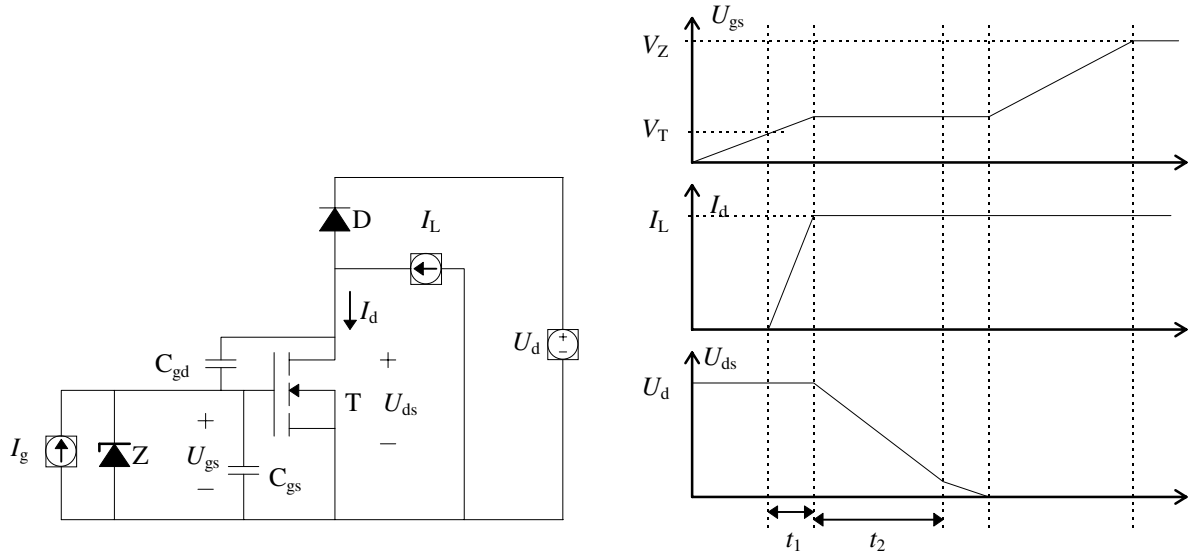 D
I_L
I_d
U_d
+
−
C_gd
T
+
U_ds
−
I_g
Z
+
U_gs
−
C_gs
U_gs
V_Z
V_T
I_d
I_L
U_ds
U_d
t_1
t_2